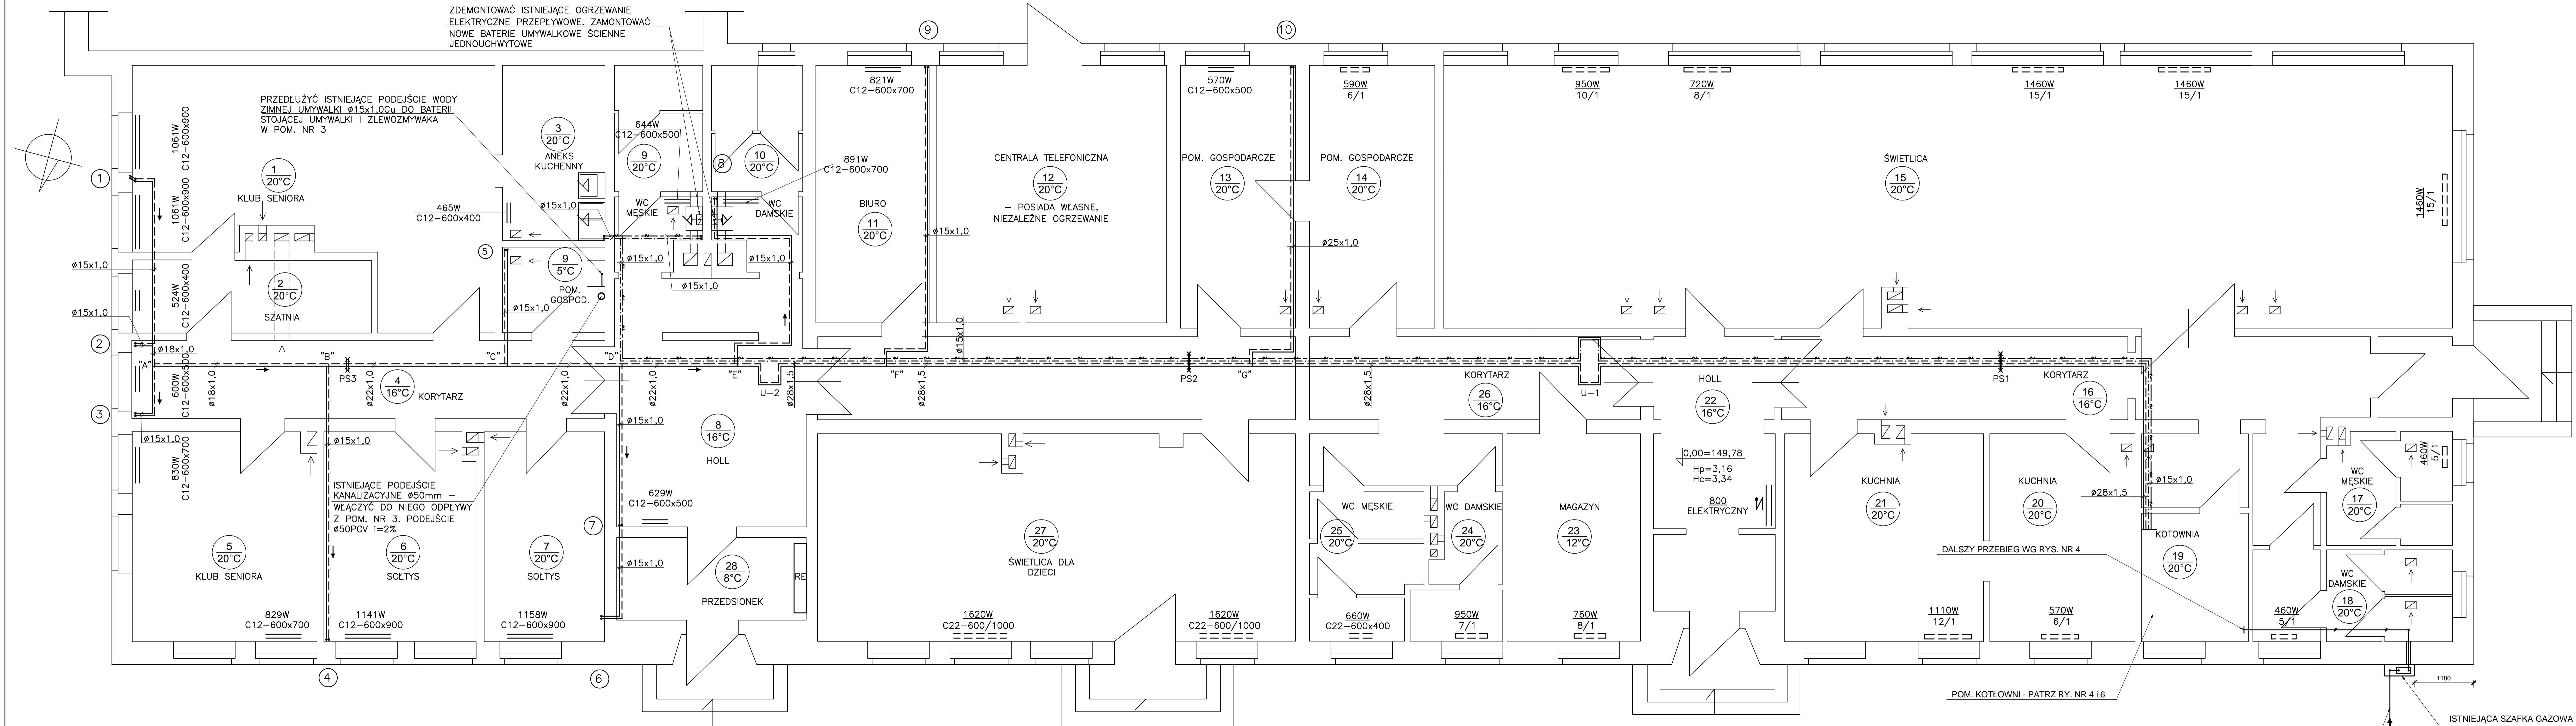 ZDEMONTOWAĆ ISTNIEJĄCE OGRZEWANIE
ELEKTRYCZNE PRZEPŁYWOWE. ZAMONTOWAĆ
NOWE BATERIE UMYWALKOWE ŚCIENNE
JEDNOUCHWYTOWE
9
10
PRZEDŁUŻYĆ ISTNIEJĄCE PODEJŚCIE WODY
ZIMNEJ UMYWALKI ø15x1,0Cu DO BATERII
STOJĄCEJ UMYWALKI I ZLEWOZMYWAKA
W POM. NR 3
1061W
C12-600x900
1061W
C12-600x900
524W
C12-600x400
600W
C12-600x500
830W
C12-600x700
1
2
3
1
20°C
KLUB SENIORA
2
20°C
SZATNIA
465W
C12-600x400
3
20°C
ANEKS
KUCHENNY
644W
C12-600x500
9
20°C
WC
MĘSKIE
8
10
20°C
WC
DAMSKIE
891W
C12-600x700
821W
C12-600x700
BIURO
11
20°C
CENTRALA TELEFONICZNA
12
20°C
- POSIADA WŁASNE,
NIEZALEŻNE OGRZEWANIE
570W
C12-600x500
POM. GOSPODARCZE
13
20°C
590W
6/1
POM. GOSPODARCZE
14
20°C
950W
10/1
720W
8/1
1460W
15/1
1460W
15/1
ŚWIETLICA
15
20°C
1460W
15/1
5
9
5°C
POM.
GOSPOD.
ø15x1,0
ø15x1,0
ø15x1,0
ø15x1,0
ø15x1,0
ø15x1,0
ø15x1,0
ø15x1,0
ø15x1,0
ø15x1,0
ø25x1,0
ø18x1,0
ø18x1,0
ø22x1,0
ø22x1,0
ø22x1,0
ø28x1,5
ø28x1,5
ø28x1,5
"A"
"B"
"C"
"D"
"E"
"F"
"G"
PS3
PS2
PS1
U-2
U-1
4
16°C
KORYTARZ
KORYTARZ
26
16°C
HOLL
22
16°C
KORYTARZ
16
16°C
ø15x1,0
ø15x1,0
ø15x1,0
ø15x1,0
8
16°C
HOLL
629W
C12-600x500
ISTNIEJĄCE PODEJŚCIE
KANALIZACYJNE ø50mm -
WŁĄCZYĆ DO NIEGO ODPŁYWY
Z POM. NR 3. PODEJŚCIE
ø50PCV i=2%
5
20°C
KLUB SENIORA
6
20°C
SOŁTYS
7
20°C
SOŁTYS
7
28
8°C
PRZEDSIONEK
RE
27
20°C
ŚWIETLICA DLA
DZIECI
WC MĘSKIE
25
20°C
WC DAMSKIE
24
20°C
MAGAZYN
23
12°C
0,00=149,78
Hp=3,16
Hc=3,34
800
ELEKTRYCZNY
KUCHNIA
21
20°C
KUCHNIA
20
20°C
ø28x1,5
ø15x1,0
KOTOWNIA
19
20°C
DALSZY PRZEBIEG WG RYS. NR 4
WC
MĘSKIE
17
20°C
460W
5/1
WC
DAMSKIE
18
20°C
829W
C12-600x700
1141W
C12-600x900
1158W
C12-600x900
1620W
C22-600/1000
1620W
C22-600/1000
660W
C22-600x400
950W
7/1
760W
8/1
1110W
12/1
570W
6/1
460W
5/1
4
6
POM. KOTŁOWNI - PATRZ RY. NR 4 i 6
1180
ISTNIEJĄCA SZAFKA GAZOWA